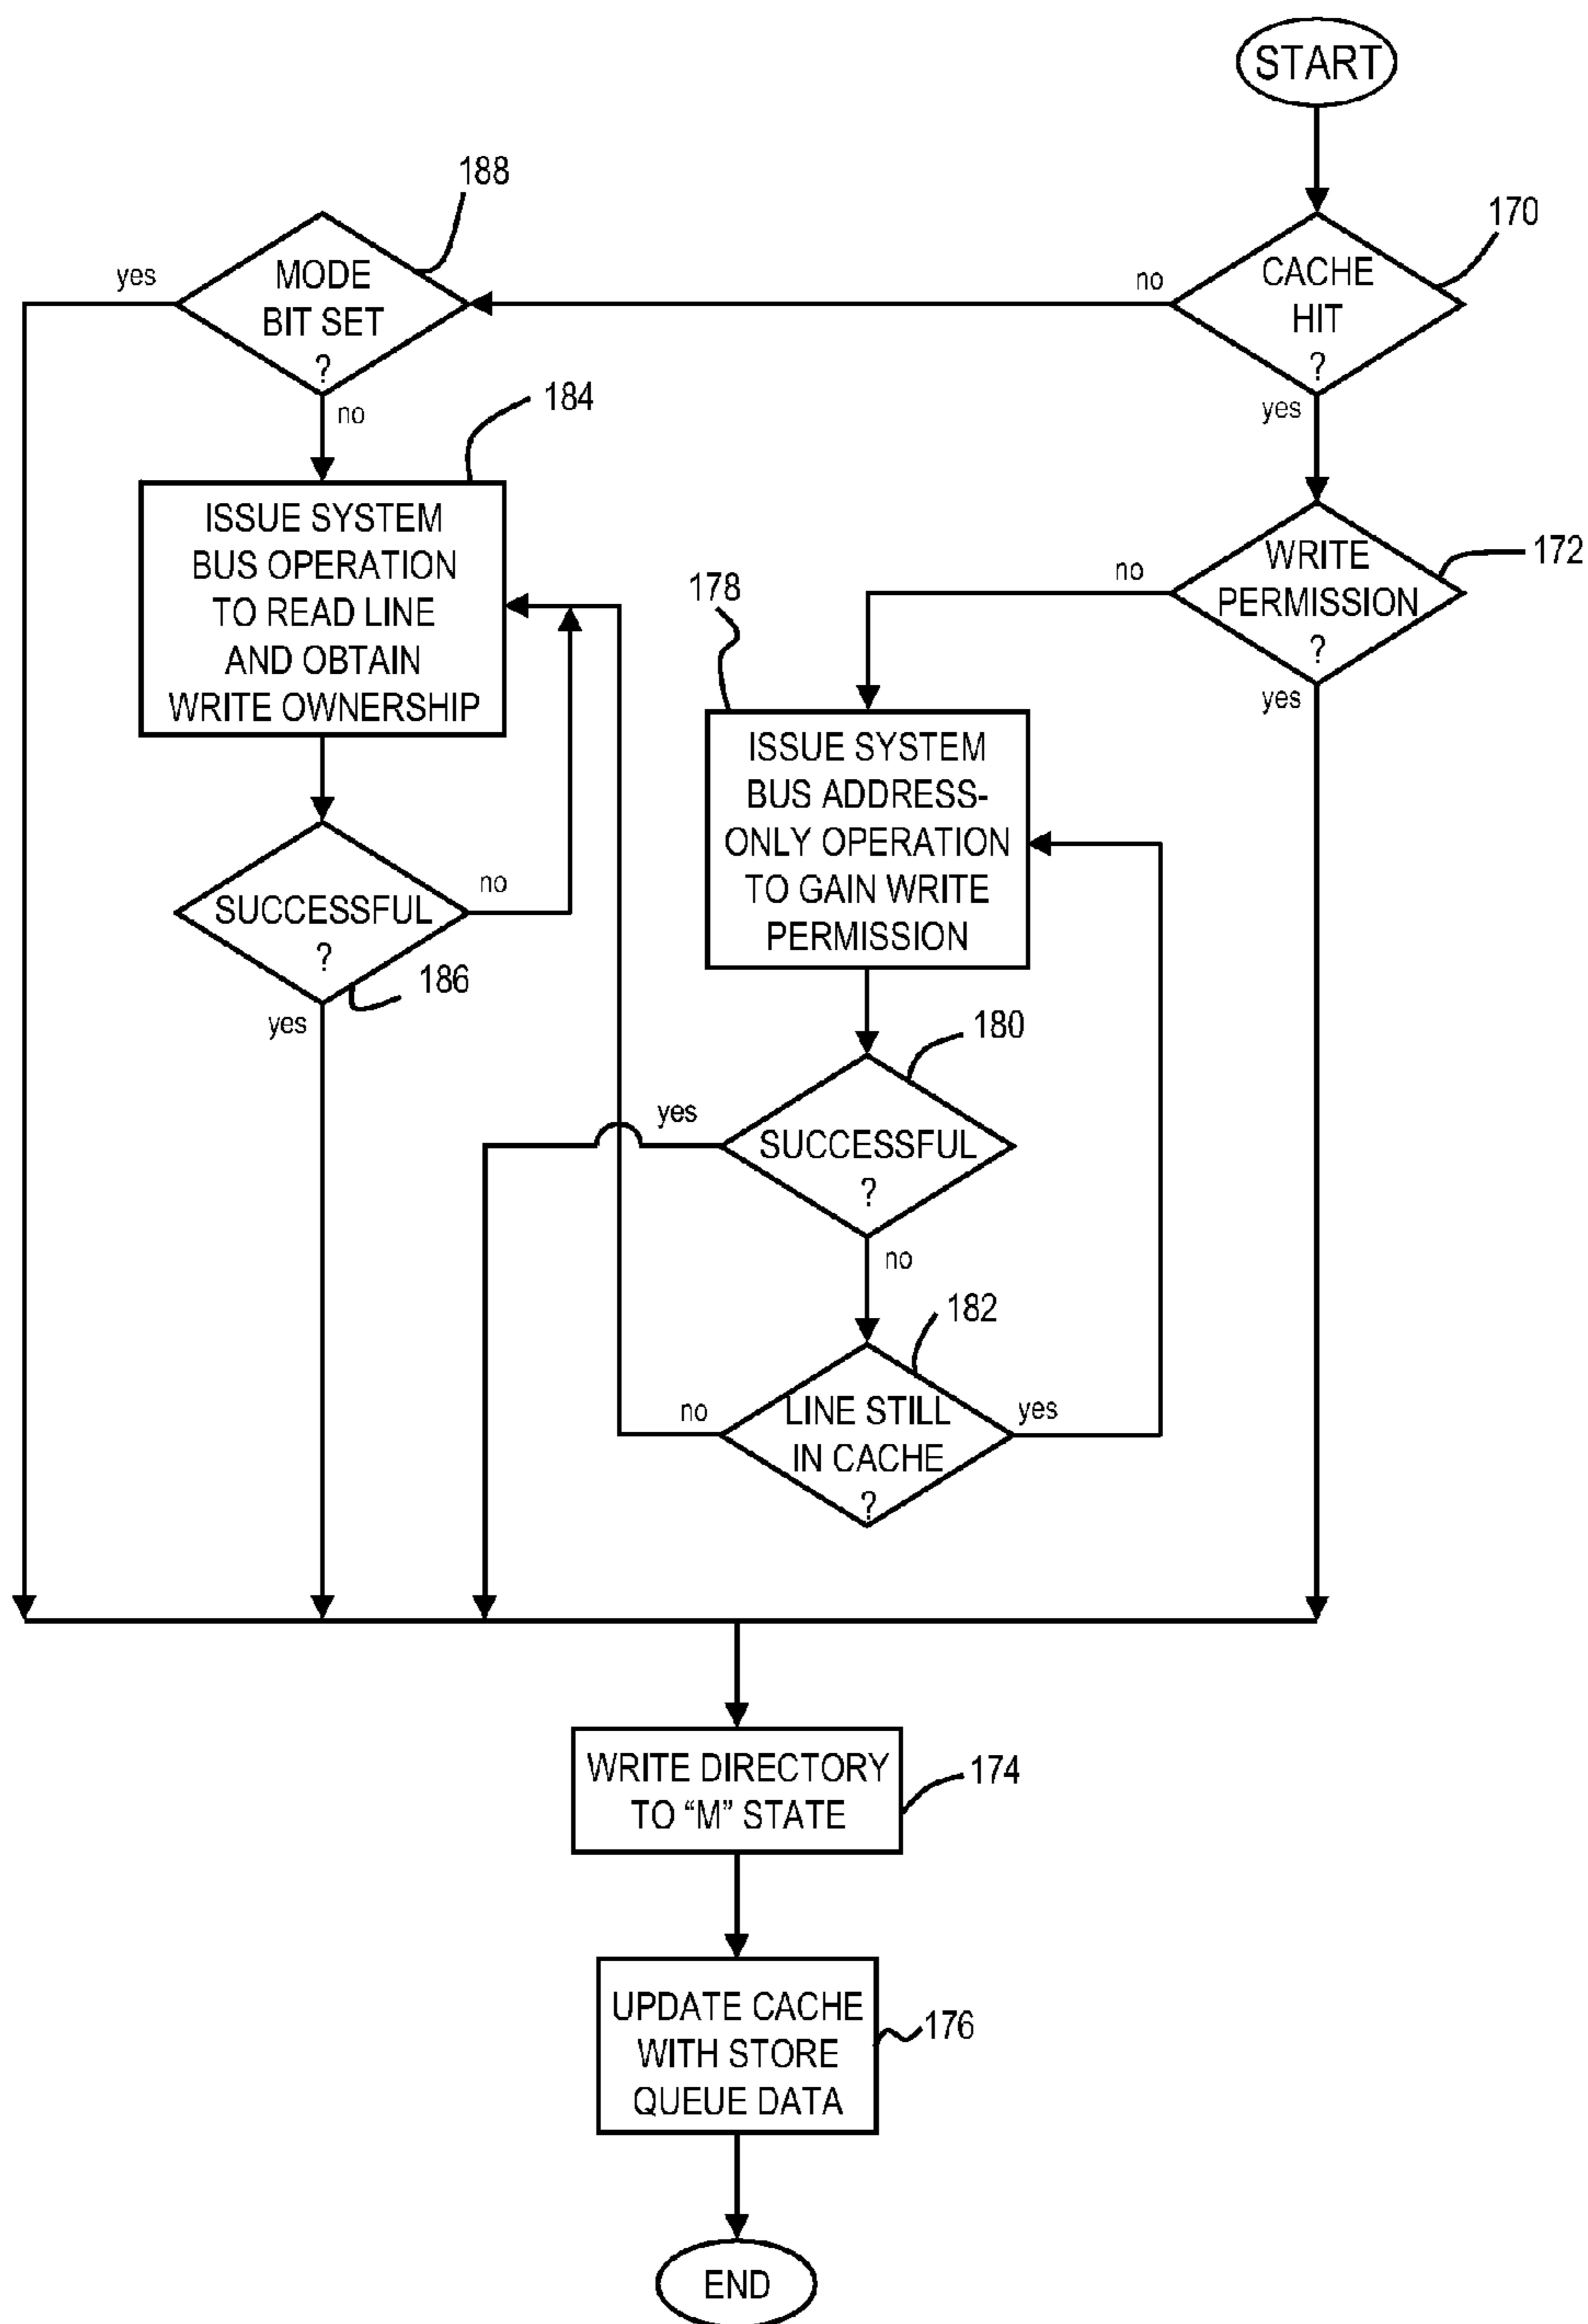 START
188
170
yes
MODE
BIT SET
?
no
CACHE
HIT
?
no
184
yes
ISSUE SYSTEM
BUS OPERATION
TO READ LINE
AND OBTAIN
WRITE OWNERSHIP
178
no
WRITE
PERMISSION
?
172
yes
ISSUE SYSTEM
BUS ADDRESS-
ONLY OPERATION
TO GAIN WRITE
PERMISSION
SUCCESSFUL
?
no
186
yes
180
yes
SUCCESSFUL
?
no
182
no
LINE STILL
IN CACHE
?
yes
WRITE DIRECTORY
TO “M” STATE
174
UPDATE CACHE
WITH STORE
QUEUE DATA
176
END